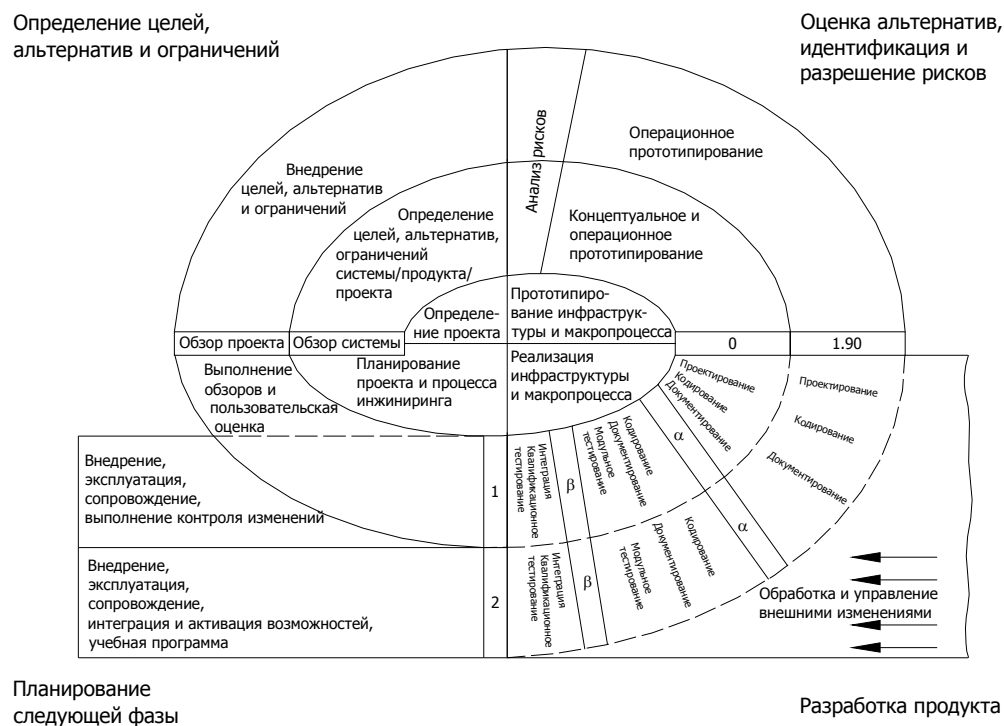 Определение целей,
альтернатив и ограничений
Оценка альтернатив,
идентификация и
разрешение рисков
Анализ рисков
Операционное
прототипирование
Внедрение
целей, альтернатив
и ограничений
Определение
целей, альтернатив,
ограничений
системы/продукта/
проекта
Концептуальное и
операционное
прототипирование
Определе-
ние проекта
Прототипиро-
вание инфраструк-
туры и макропроцесса
Обзор проекта
Обзор системы
0
1.90
Выполнение
обзоров и
пользовательская
оценка
Планирование
проекта и процесса
инжиниринга
Реализация
инфраструктуры
и макропроцесса
Проектирование
Кодирование
Документирование
Проектирование
Кодирование
Документирование
α
α
Кодирование
Документирование
Модульное
тестирование
β
Интеграция
Квалификационное
тестирование
1
Внедрение,
эксплуатация,
сопровождение,
выполнение контроля изменений
Кодирование
Документирование
Модульное
тестирование
β
Интеграция
Квалификационное
тестирование
2
Внедрение,
эксплуатация,
сопровождение,
интеграция и активация возможностей,
учебная программа
Обработка и управление
внешними изменениями
Планирование
следующей фазы
Разработка продукта